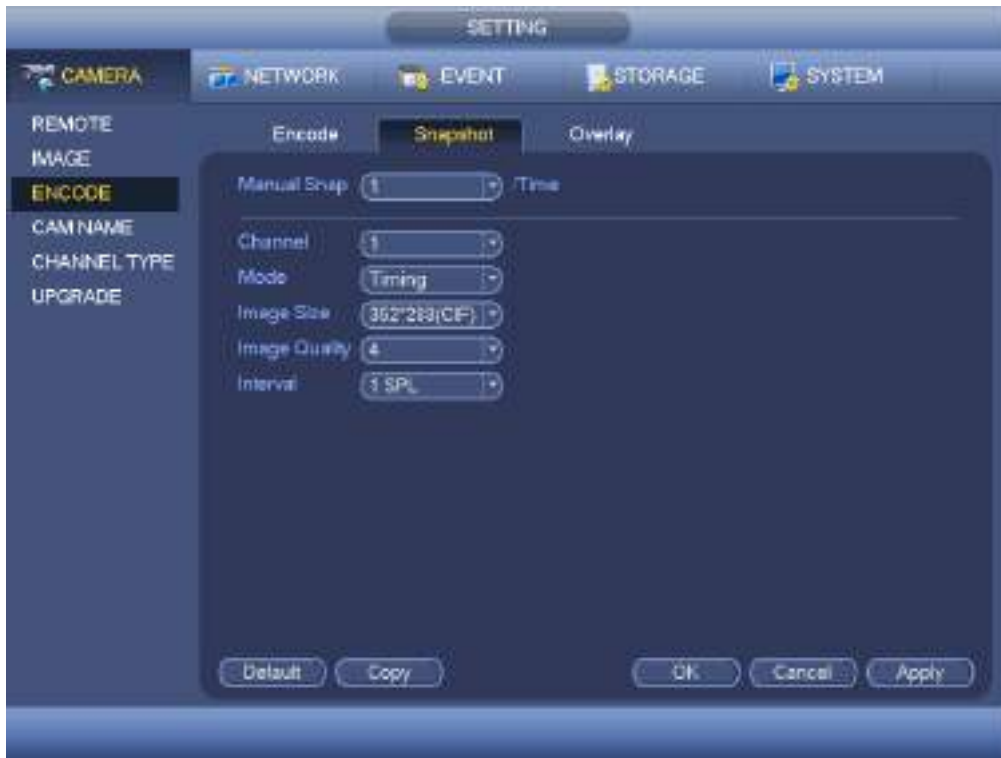 SETTING
CAMERA NETWORK EVENT STORAGE SYSTEM
REMOTE
IMAGE
ENCODE
CAM NAME
CHANNEL TYPE
UPGRADE
Encode Snapshot Overlay
Manual Snap 1 /Time
Channel 1
Mode Timing
Image Size 352*288(CIF)
Image Quality 4
Interval 1 SPL
Default Copy OK Cancel Apply